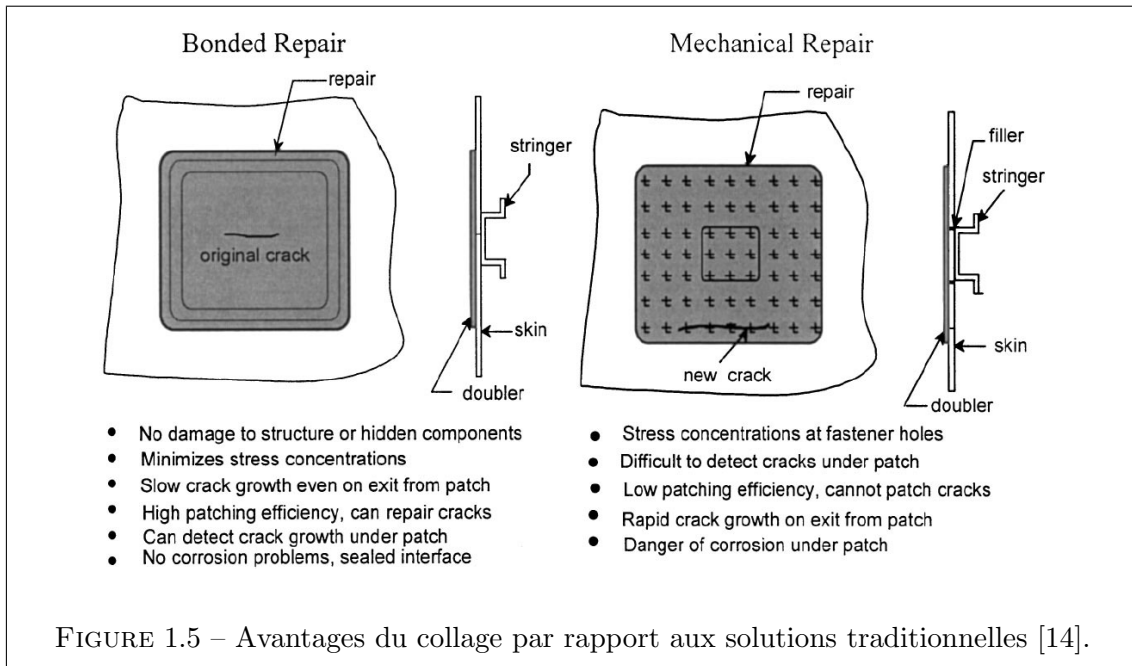 Bonded Repair
repair
stringer
original crack
skin
doubler
• No damage to structure or hidden components
• Minimizes stress concentrations
• Slow crack growth even on exit from patch
• High patching efficiency, can repair cracks
• Can detect crack growth under patch
• No corrosion problems, sealed interface
Mechanical Repair
repair
filler
stringer
new crack
skin
doubler
• Stress concentrations at fastener holes
• Difficult to detect cracks under patch
• Low patching efficiency, cannot patch cracks
• Rapid crack growth on exit from patch
• Danger of corrosion under patch
FIGURE 1.5 – Avantages du collage par rapport aux solutions traditionnelles [14].